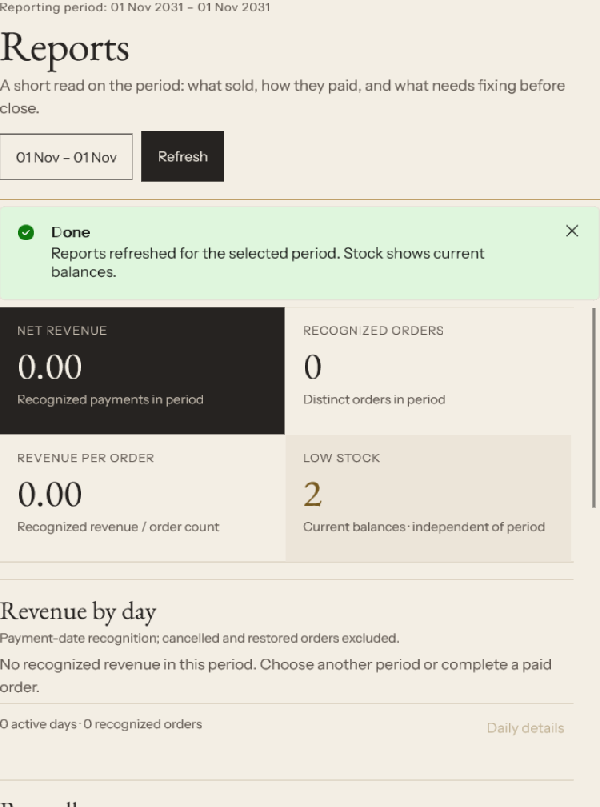 Reporting period: 01 Nov 2031 – 01 Nov 2031
Reports
A short read on the period: what sold, how they paid, and what needs fixing before
close.
01 Nov – 01 Nov
Refresh
Done
Reports refreshed for the selected period. Stock shows current
balances.
NET REVENUE
0.00
Recognized payments in period
RECOGNIZED ORDERS
0
Distinct orders in period
REVENUE PER ORDER
0.00
Recognized revenue / order count
LOW STOCK
2
Current balances · independent of period
Revenue by day
Payment-date recognition; cancelled and restored orders excluded.
No recognized revenue in this period. Choose another period or complete a paid
order.
0 active days · 0 recognized orders
Daily details